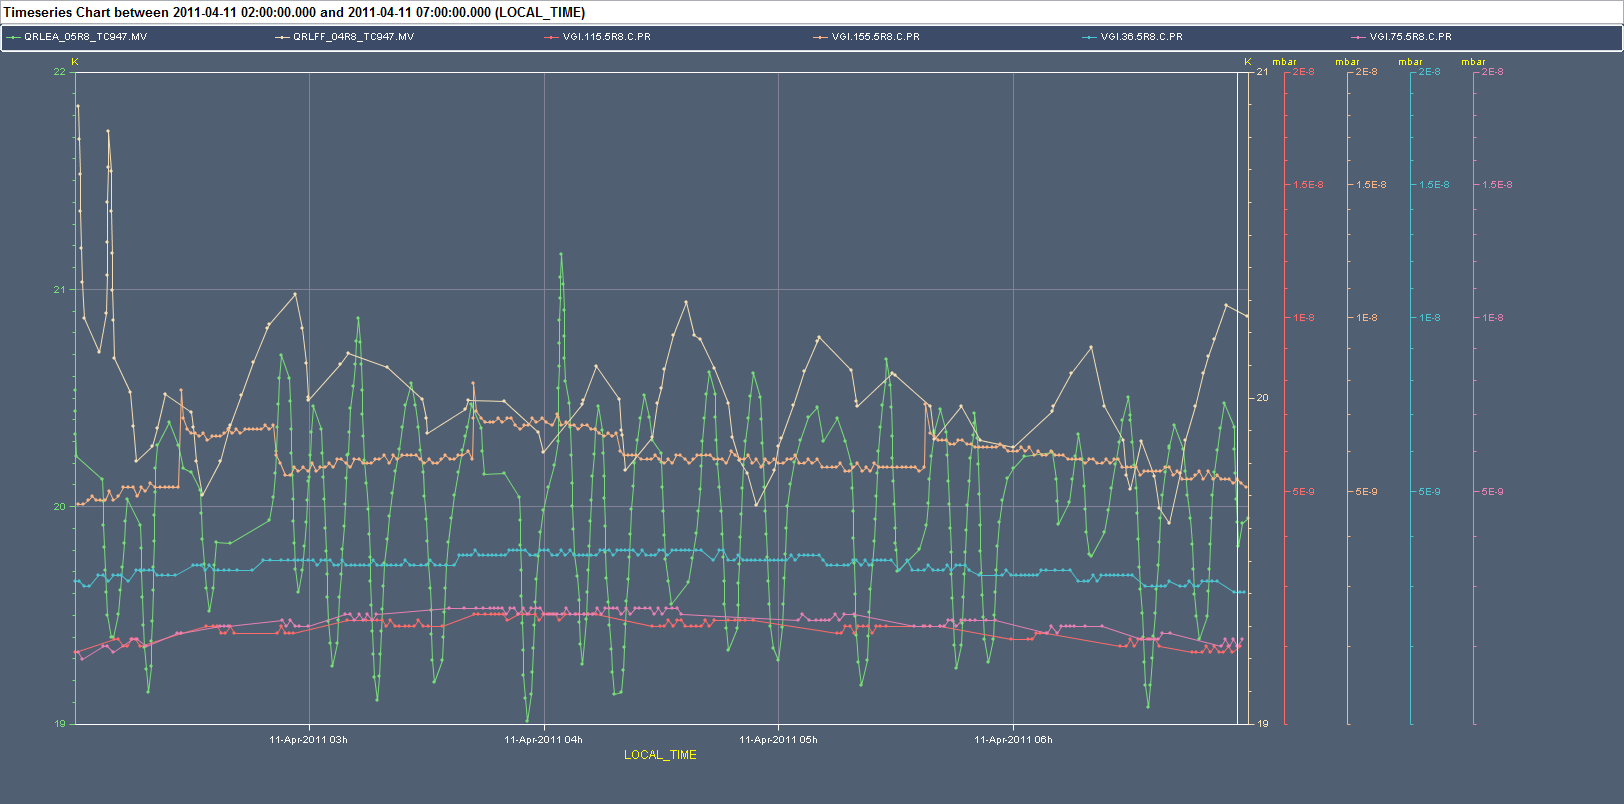 Timeseries Chart between 2011-04-11 02:00:00.000 and 2011-04-11 07:00:00.000 (LOCAL_TIME)
QRLEA_05R8_TC947.MV QRLFF_04R8_TC947.MV VGI.115.5R8.C.PR VGI.155.5R8.C.PR VGI.36.5R8.C.PR VGI.75.5R8.C.PR
K K mbar mbar mbar mbar
22 21 2E-8 2E-8 2E-8 2E-8
1.5E-8 1.5E-8 1.5E-8 1.5E-8
21
1E-8 1E-8 1E-8 1E-8
20
5E-9 5E-9 5E-9 5E-9
20
19 19
11-Apr-2011 03h 11-Apr-2011 04h 11-Apr-2011 05h 11-Apr-2011 06h
LOCAL_TIME